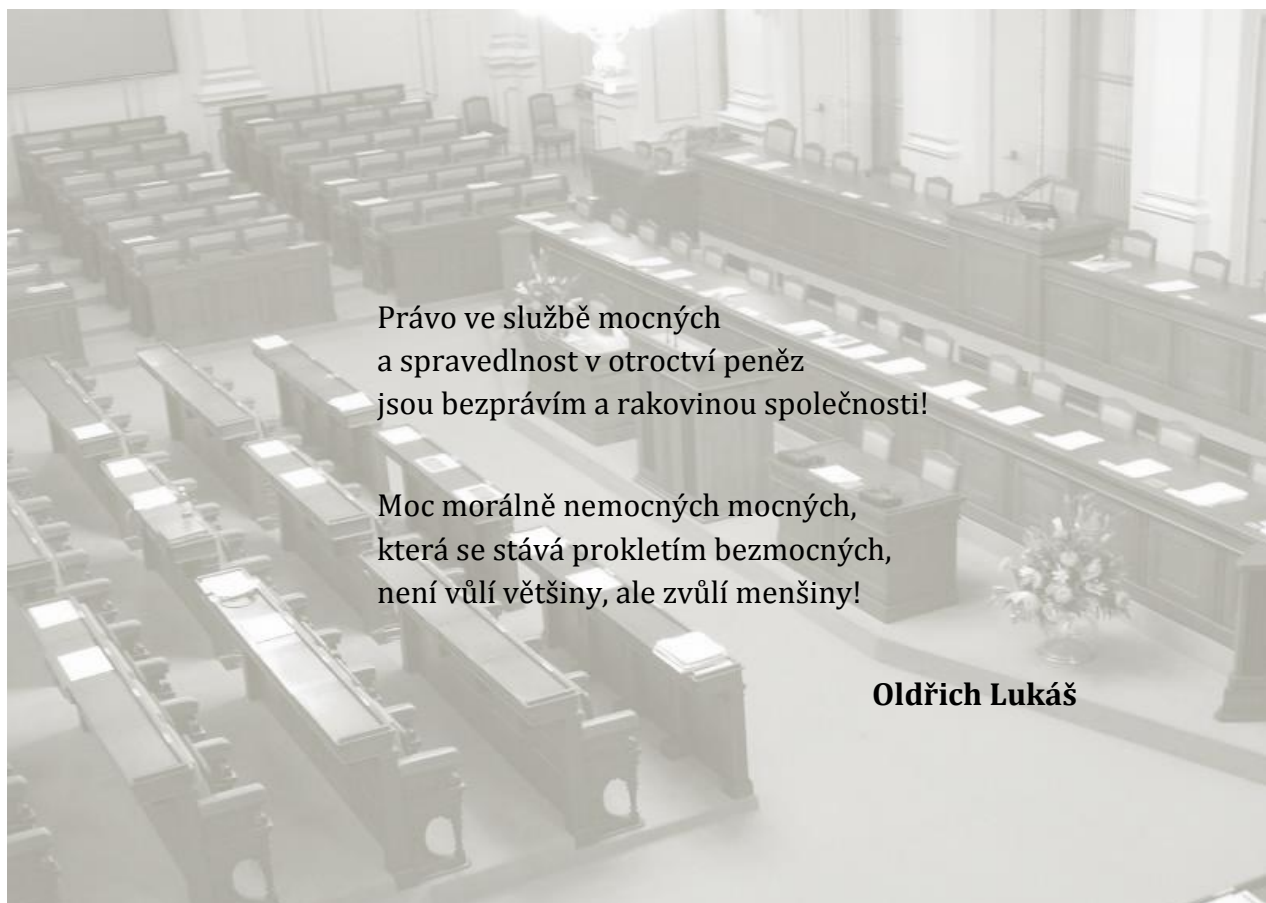 Právo ve službě mocných
a spravedlnost v otroctví peněz
jsou bezprávím a rakovinou společnosti!
Moc morálně nemocných mocných,
která se stává prokletím bezmocných,
není vůlí většiny, ale zvůlí menšiny!
Oldřich Lukáš